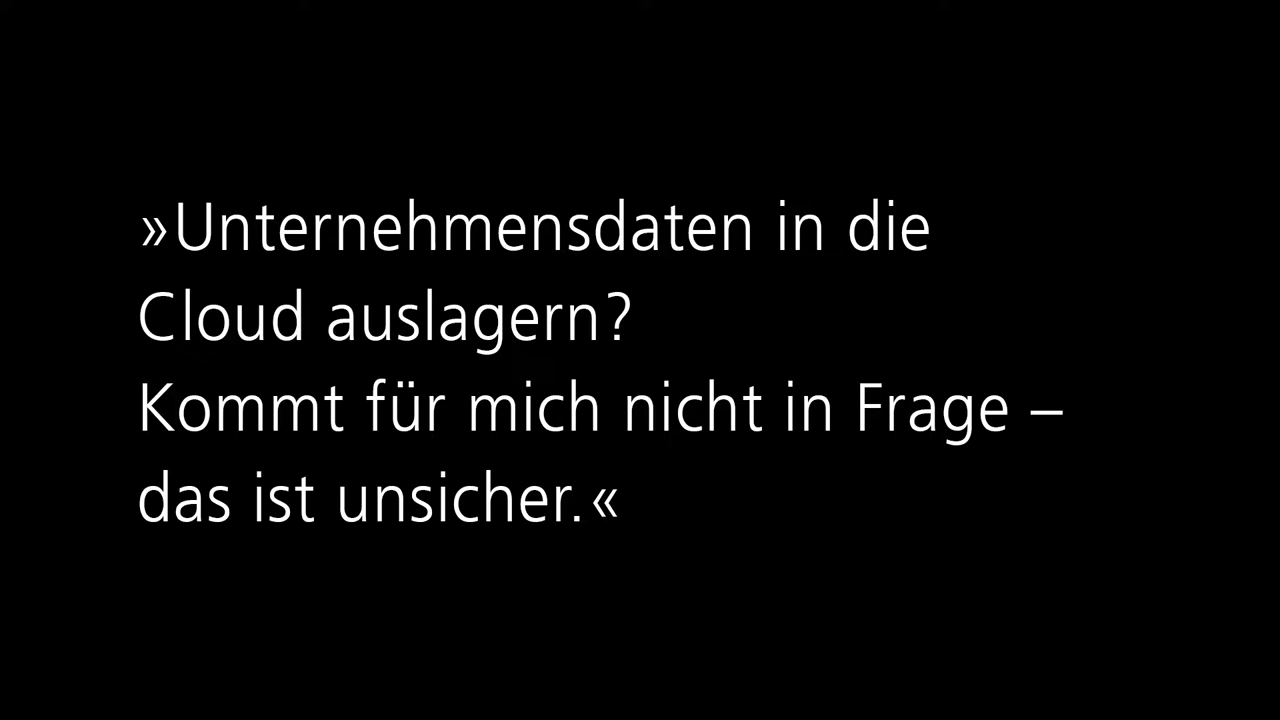 »Unternehmensdaten in die
Cloud auslagern?
Kommt für mich nicht in Frage –
das ist unsicher.«